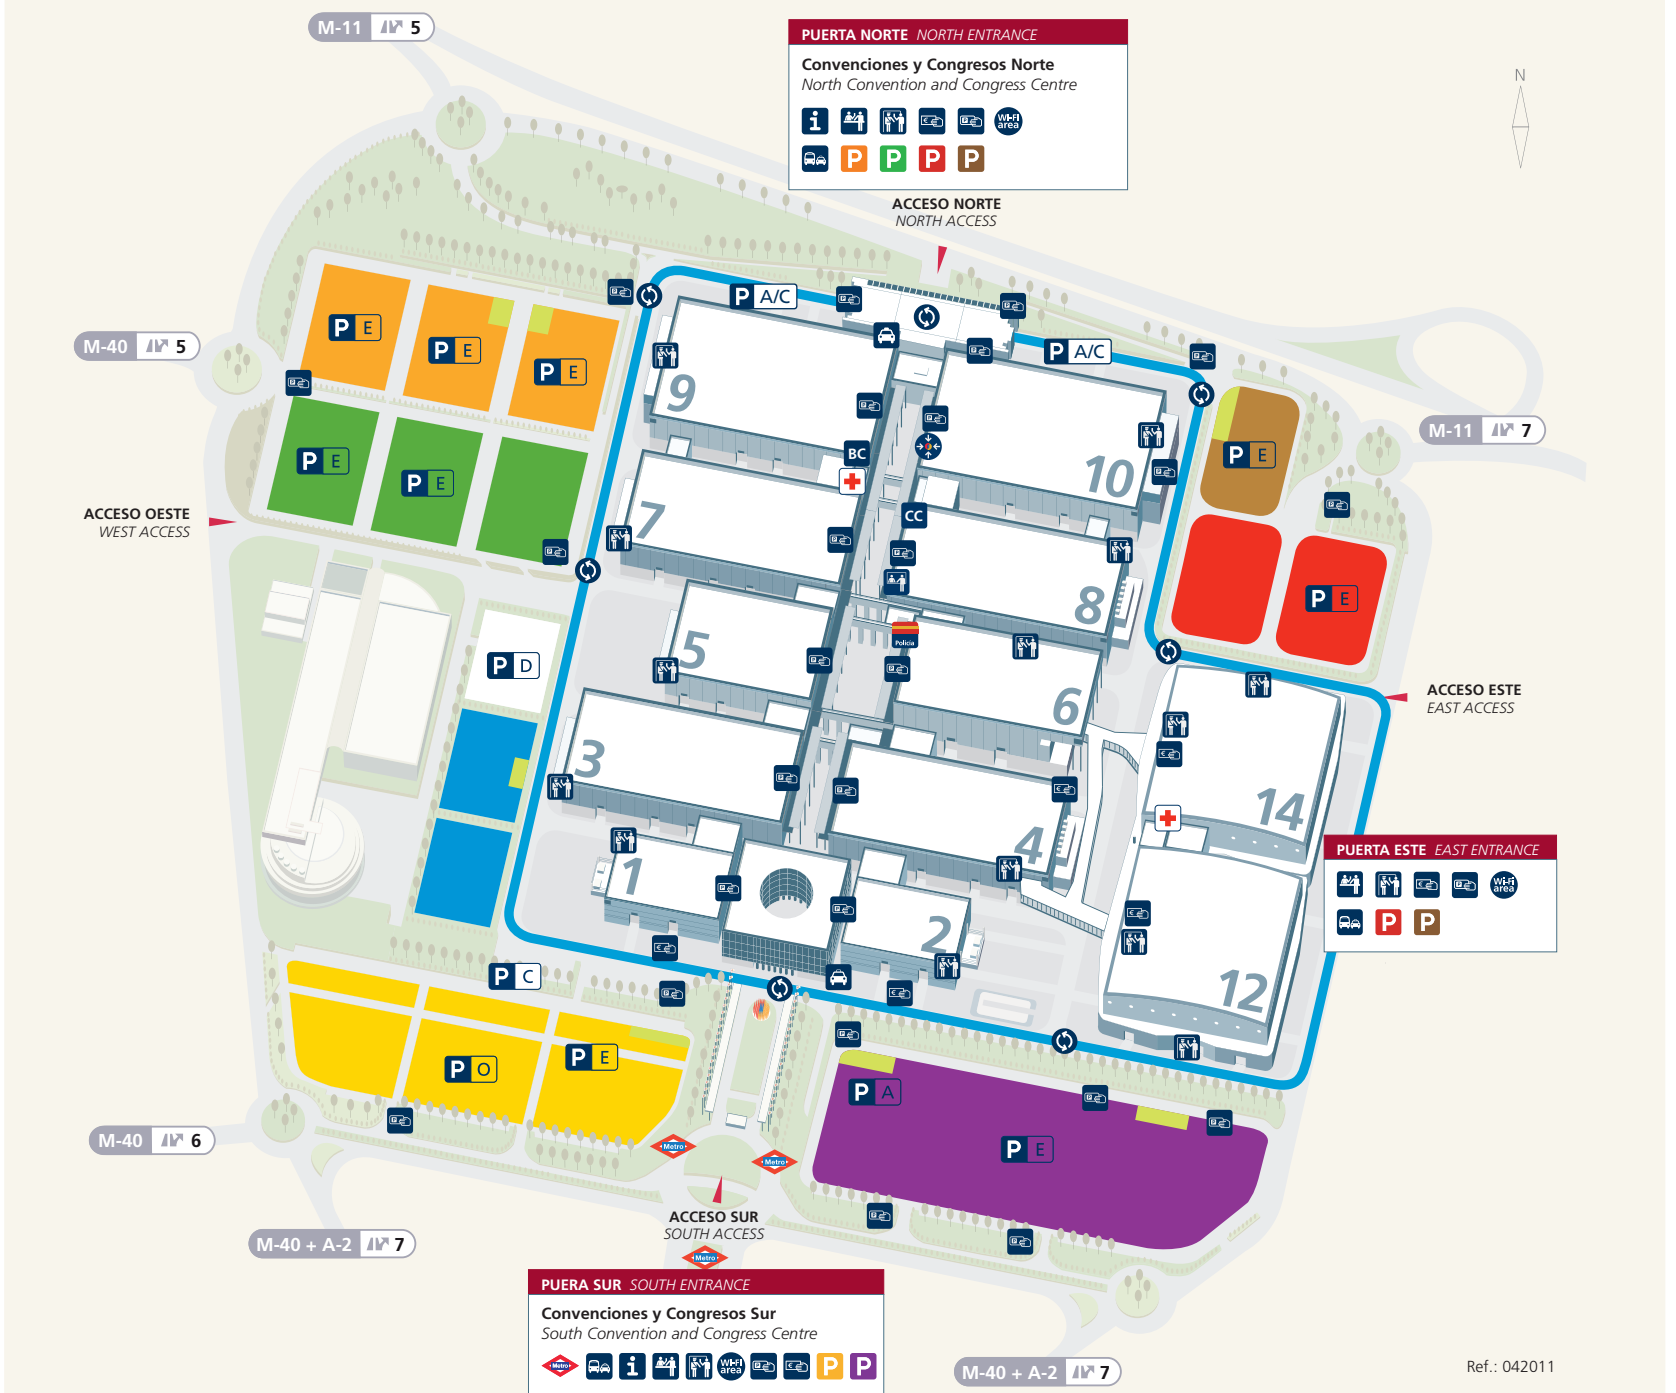 M-11 5
PUERTA NORTE NORTH ENTRANCE
Convenciones y Congresos Norte
North Convention and Congress Centre
i € P Wi-Fi area
P P P P
N
ACCESO NORTE
NORTH ACCESS
P A/C
P A/C
P E
P E
P E
M-40 5
9
10
M-11 7
P E
BC
P E
P E
CC
7
ACCESO OESTE
WEST ACCESS
8
P E
Policía
5
P D
6
ACCESO ESTE
EAST ACCESS
3
14
4
PUERTA ESTE EAST ENTRANCE
€ P Wi-Fi area
P P
1
2
12
P C
P E
P O
P A
P E
M-40 6
Metro
Metro
ACCESO SUR
SOUTH ACCESS
Metro
M-40 + A-2 7
PUERA SUR SOUTH ENTRANCE
Convenciones y Congresos Sur
South Convention and Congress Centre
Metro i Wi-Fi area P € P P
M-40 + A-2 7
Ref.: 042011